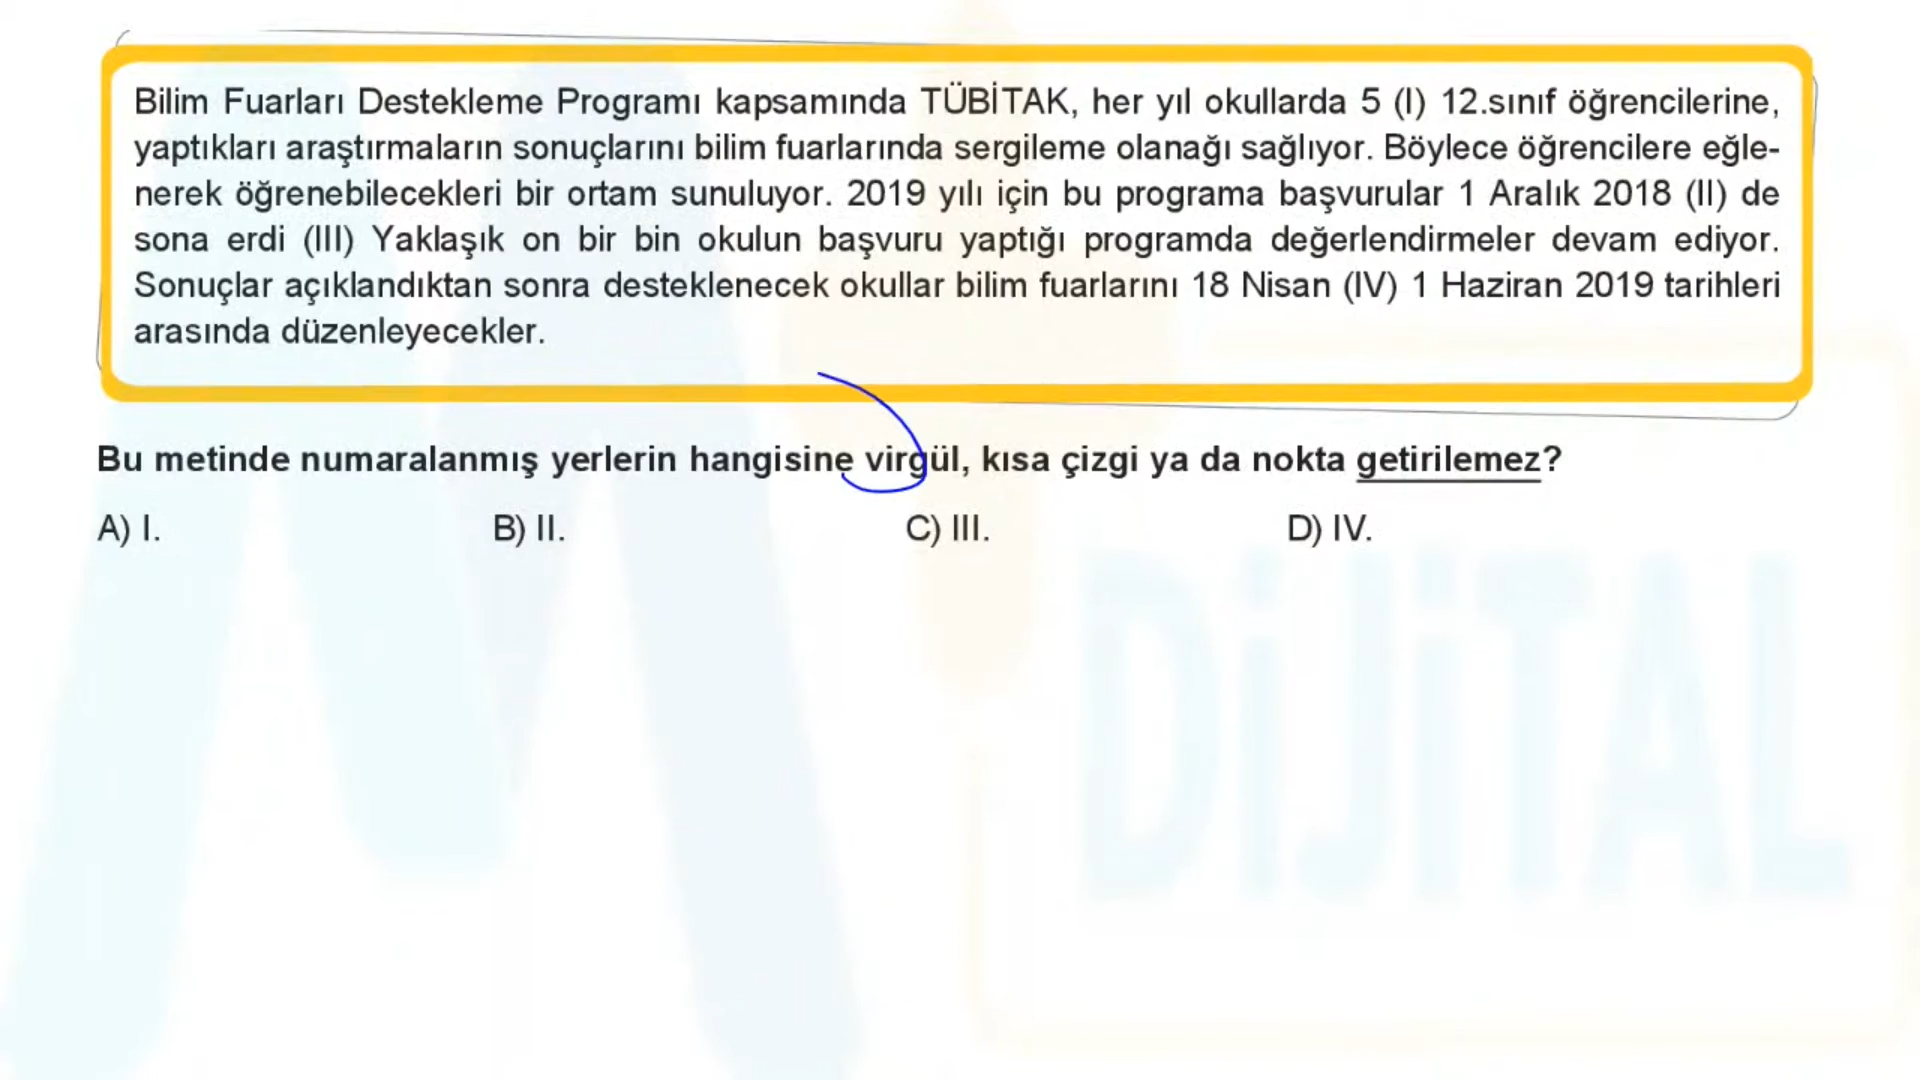 Bilim Fuarları Destekleme Programı kapsamında TÜBİTAK, her yıl okullarda 5 (I) 12.sınıf öğrencilerine,
yaptıkları araştırmaların sonuçlarını bilim fuarlarında sergileme olanağı sağlıyor. Böylece öğrencilere eğle-
nerek öğrenebilecekleri bir ortam sunuluyor. 2019 yılı için bu programa başvurular 1 Aralık 2018 (II) de
sona erdi (III) Yaklaşık on bir bin okulun başvuru yaptığı programda değerlendirmeler devam ediyor.
Sonuçlar açıklandıktan sonra desteklenecek okullar bilim fuarlarını 18 Nisan (IV) 1 Haziran 2019 tarihleri
arasında düzenleyecekler.
Bu metinde numaralanmış yerlerin hangisine virgül, kısa çizgi ya da nokta getirilemez?
A) I. B) II. C) III. D) IV.
DİJİTAL